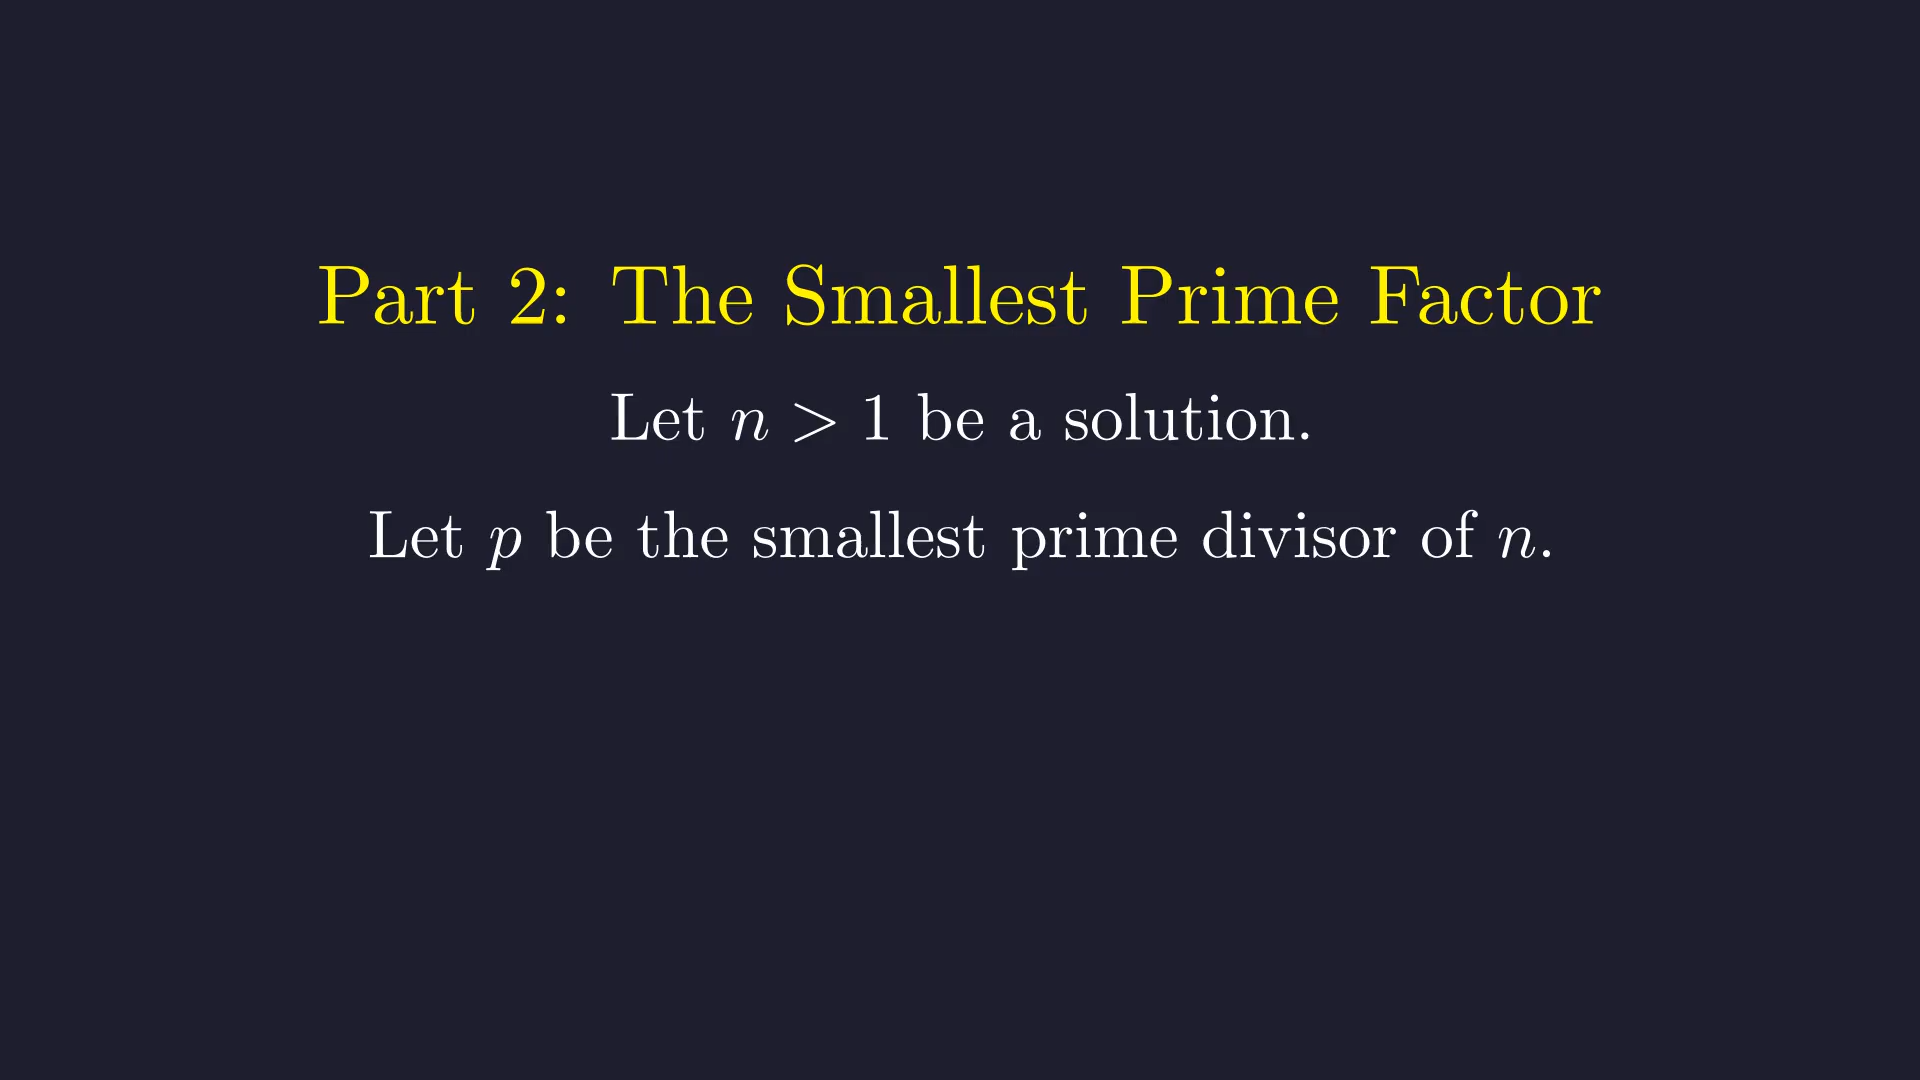 Part 2: The Smallest Prime Factor
Let n > 1 be a solution.
Let p be the smallest prime divisor of n.